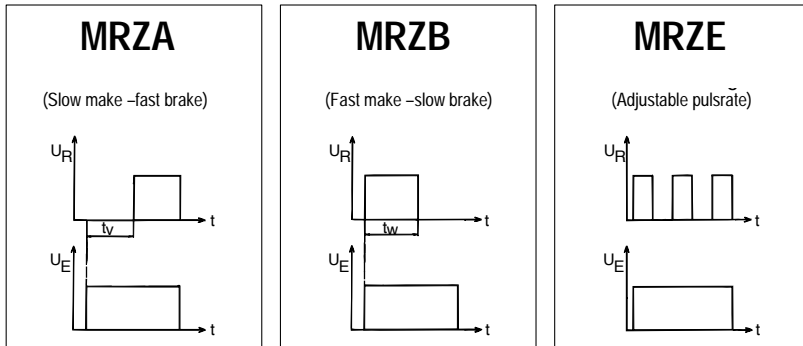 MRZA
(Slow make –fast brake)
UR
t
tv
UE
t
MRZB
(Fast make –slow brake)
UR
t
tw
UE
t
MRZE
(Adjustable pulsrate)
UR
t
UE
t